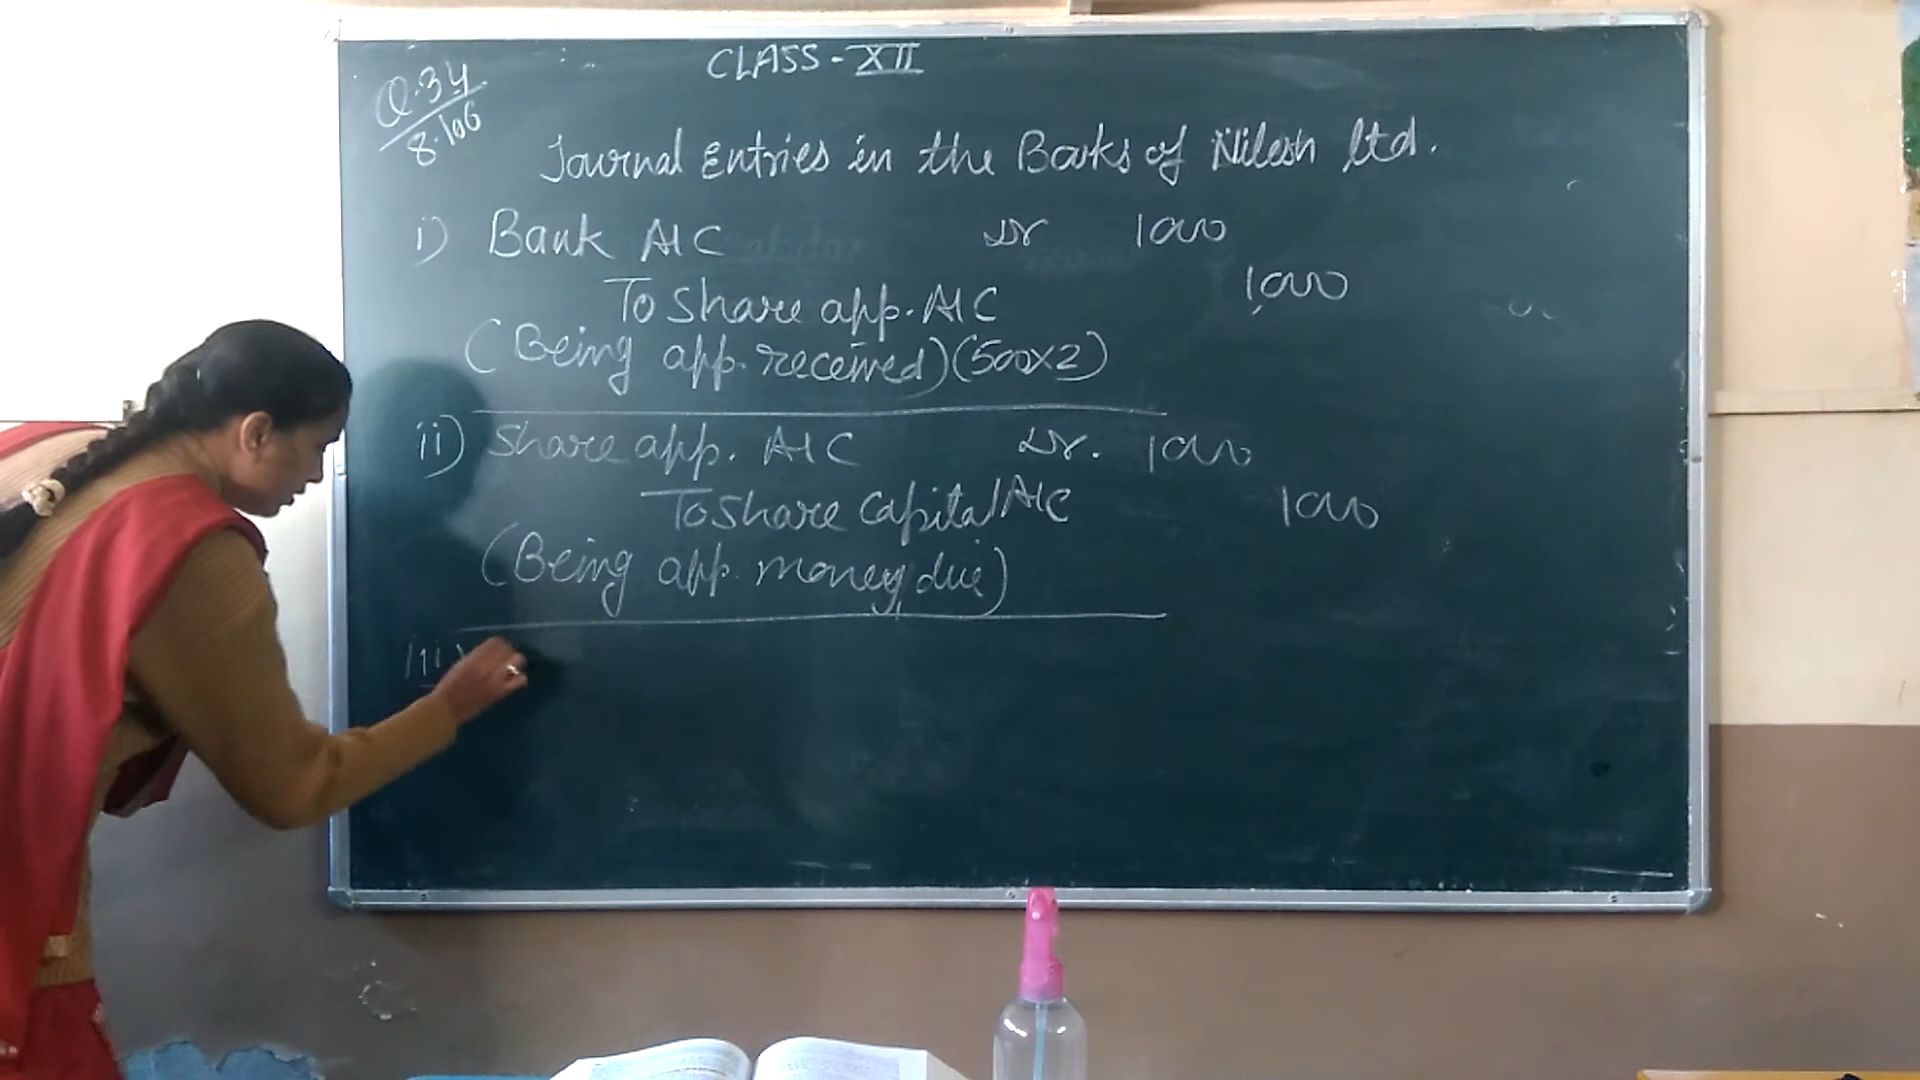 CLASS - XII
Q.34
8.106
Journal Entries in the Books of Nilesh ltd.
i) Bank A/C Dr 1000
To Share app. A/C 1000
(Being app. received) (500x2)
ii) Share app. A/C Dr. 1000
To Share Capital A/C 1000
(Being app. money due)
iii)